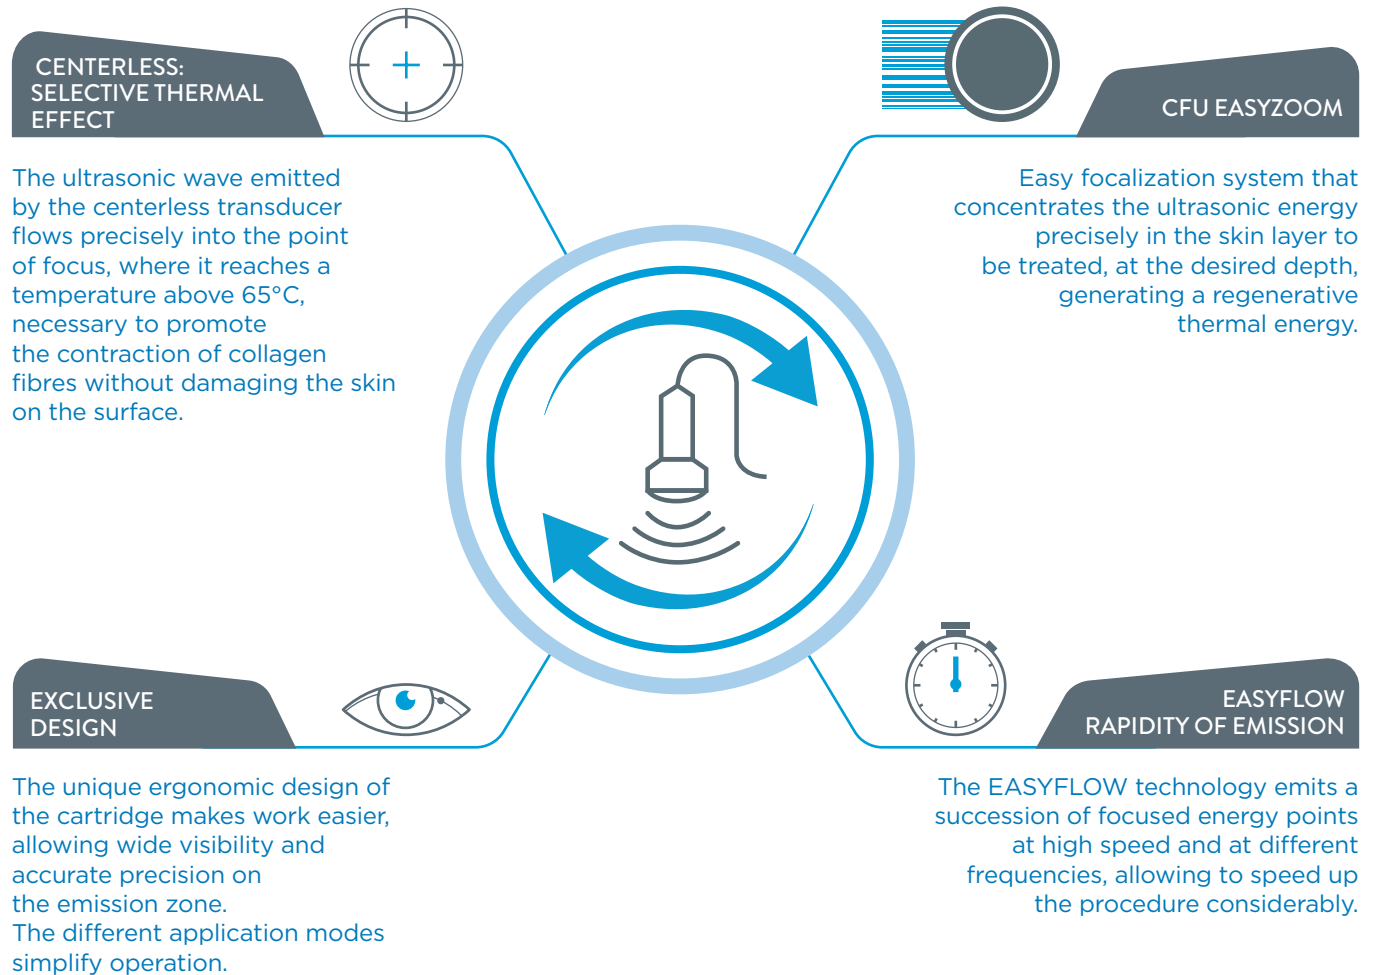 CENTERLESS:
SELECTIVE THERMAL
EFFECT
The ultrasonic wave emitted
by the centerless transducer
flows precisely into the point
of focus, where it reaches a
temperature above 65°C,
necessary to promote
the contraction of collagen
fibres without damaging the skin
on the surface.
CFU EASYZOOM
Easy focalization system that
concentrates the ultrasonic energy
precisely in the skin layer to
be treated, at the desired depth,
generating a regenerative
thermal energy.
EXCLUSIVE
DESIGN
The unique ergonomic design of
the cartridge makes work easier,
allowing wide visibility and
accurate precision on
the emission zone.
The different application modes
simplify operation.
EASYFLOW
RAPIDITY OF EMISSION
The EASYFLOW technology emits a
succession of focused energy points
at high speed and at different
frequencies, allowing to speed up
the procedure considerably.